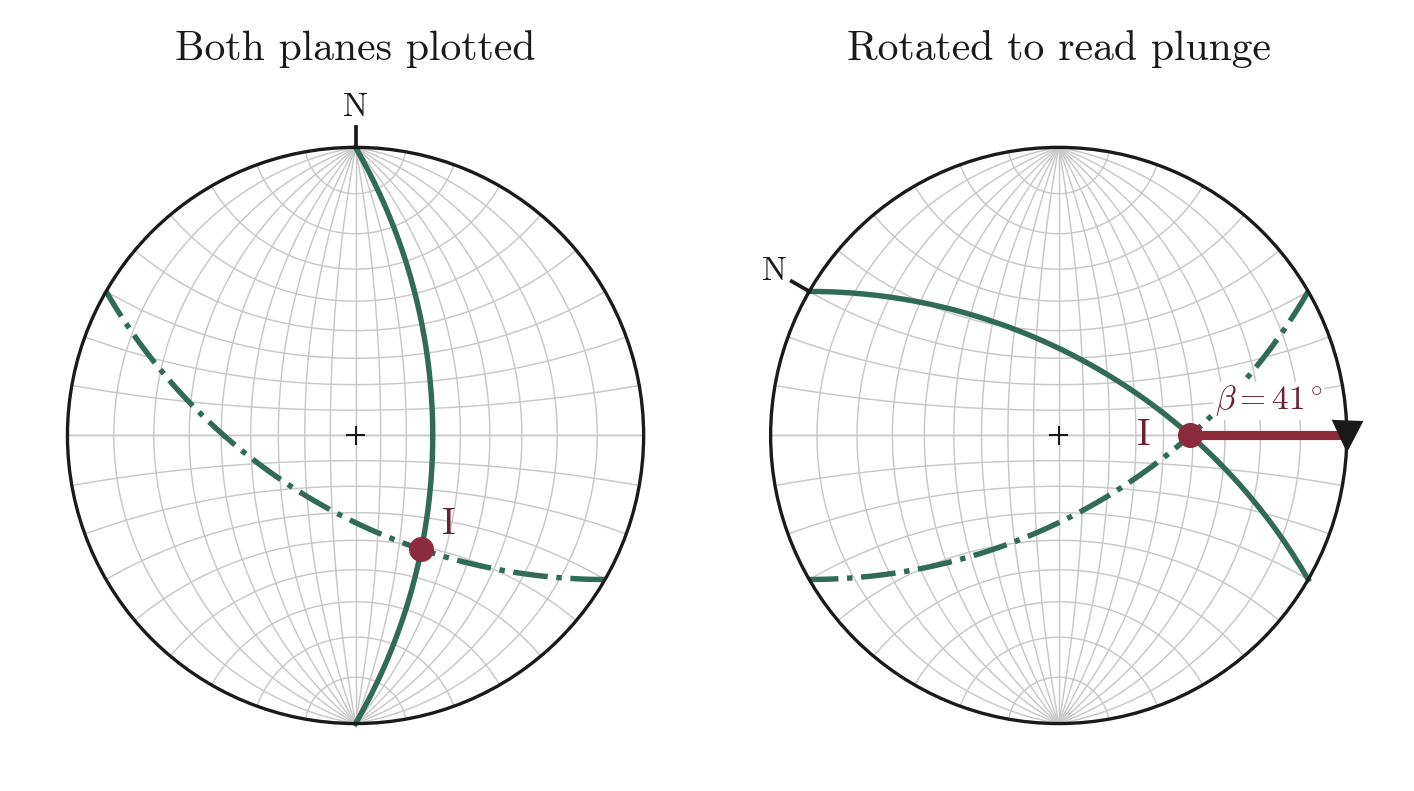 Both planes plotted
Rotated to read plunge
N
I
N
I
β = 41°